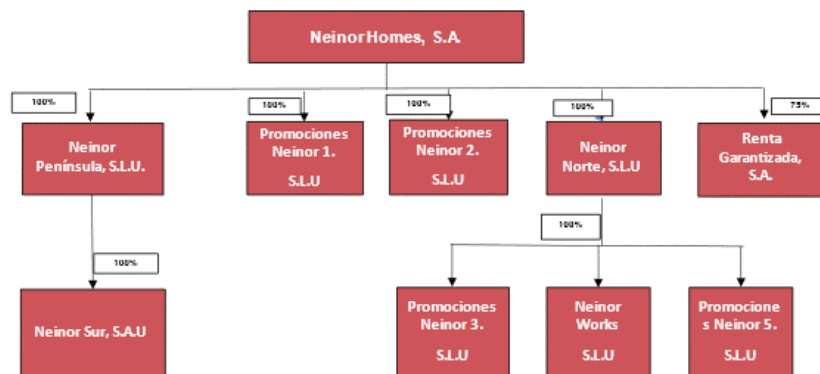 Neinor Homes, S.A.
100%
100%
100%
100%
75%
Neinor
Península, S.L.U.
Promociones
Neinor 1.
S.L.U
Promociones
Neinor 2.
S.L.U
Neinor
Norte, S.L.U
Renta
Garantizada,
S.A.
100%
100%
Neinor Sur, S.A.U
Promociones
Neinor 3.
S.L.U
Neinor
Works
S.L.U
Promocione
s Neinor 5.
S.L.U